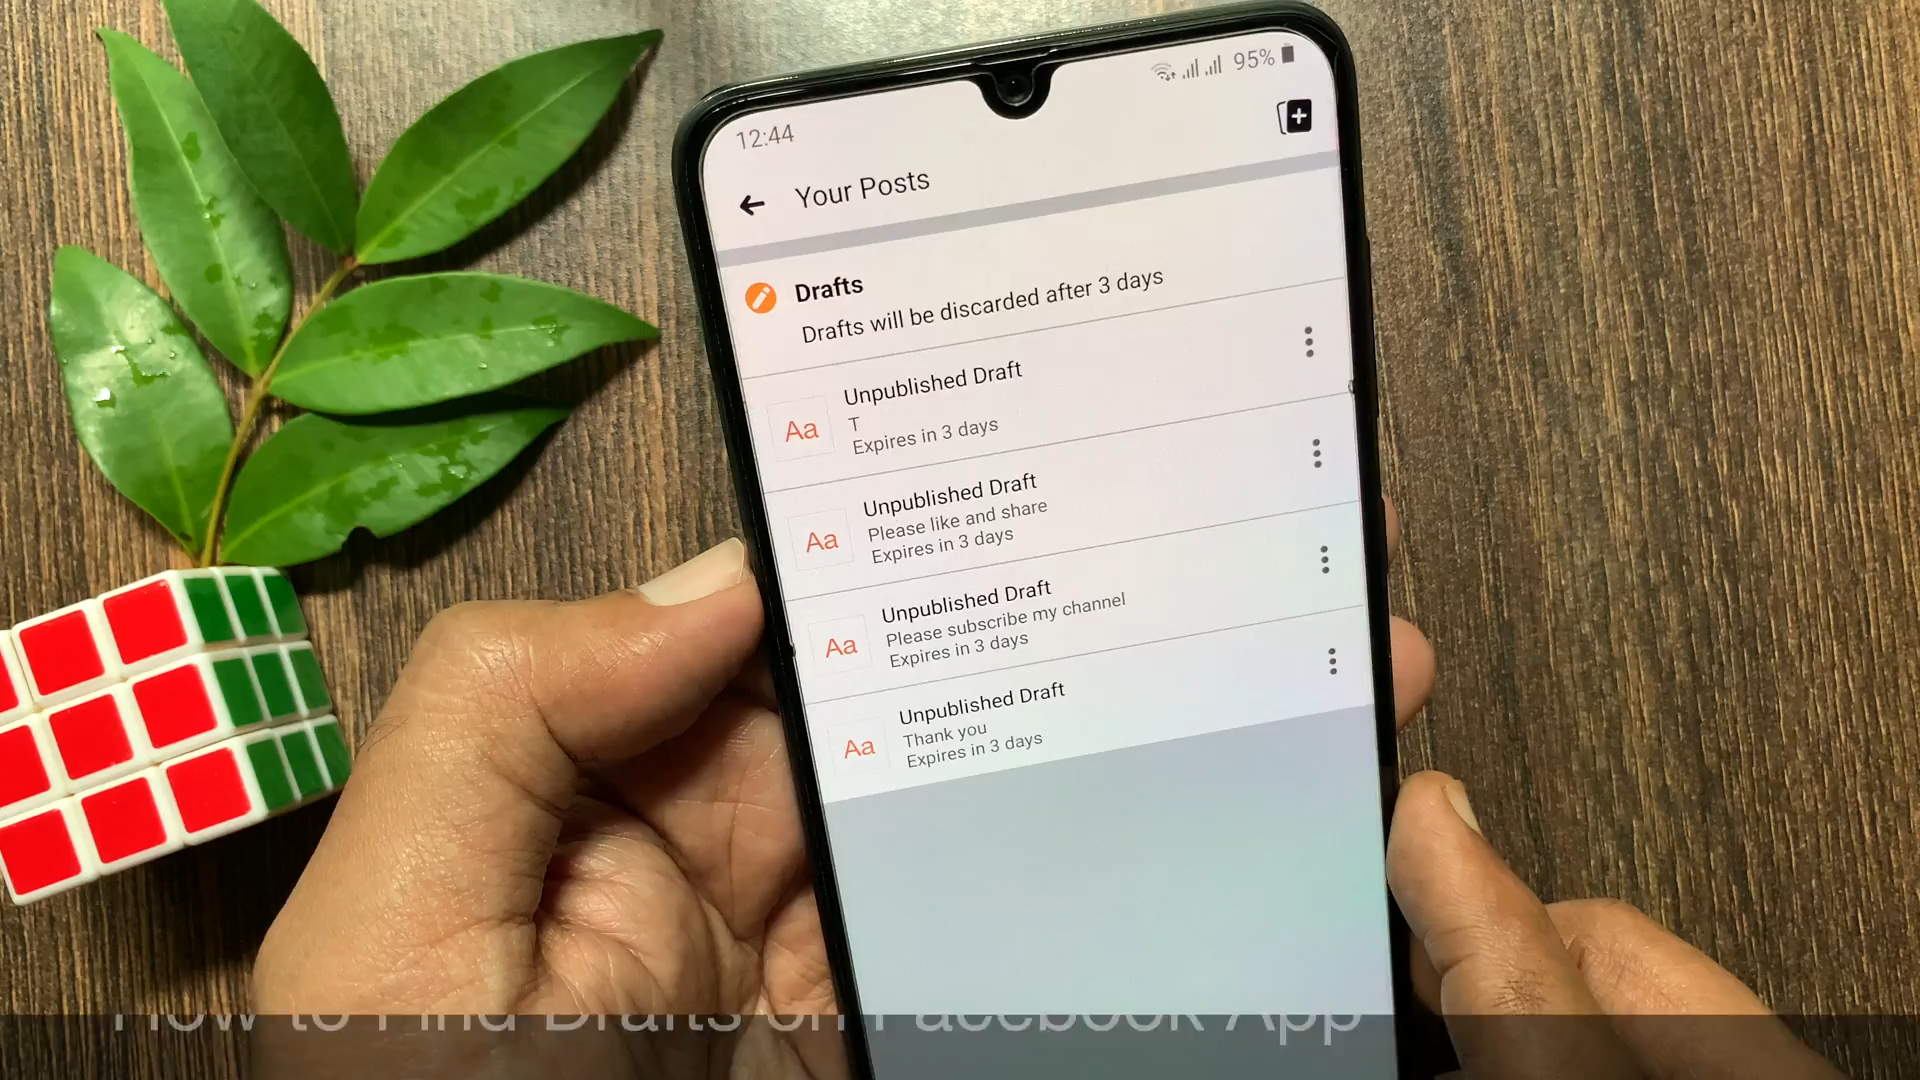 95%
12:44
Your Posts
Drafts
Drafts will be discarded after 3 days
Unpublished Draft
Aa
T
Expires in 3 days
Unpublished Draft
Aa
Please like and share
Expires in 3 days
Unpublished Draft
Aa
Please subscribe my channel
Expires in 3 days
Unpublished Draft
Aa
Thank you
Expires in 3 days
How to Find Drafts on Facebook App